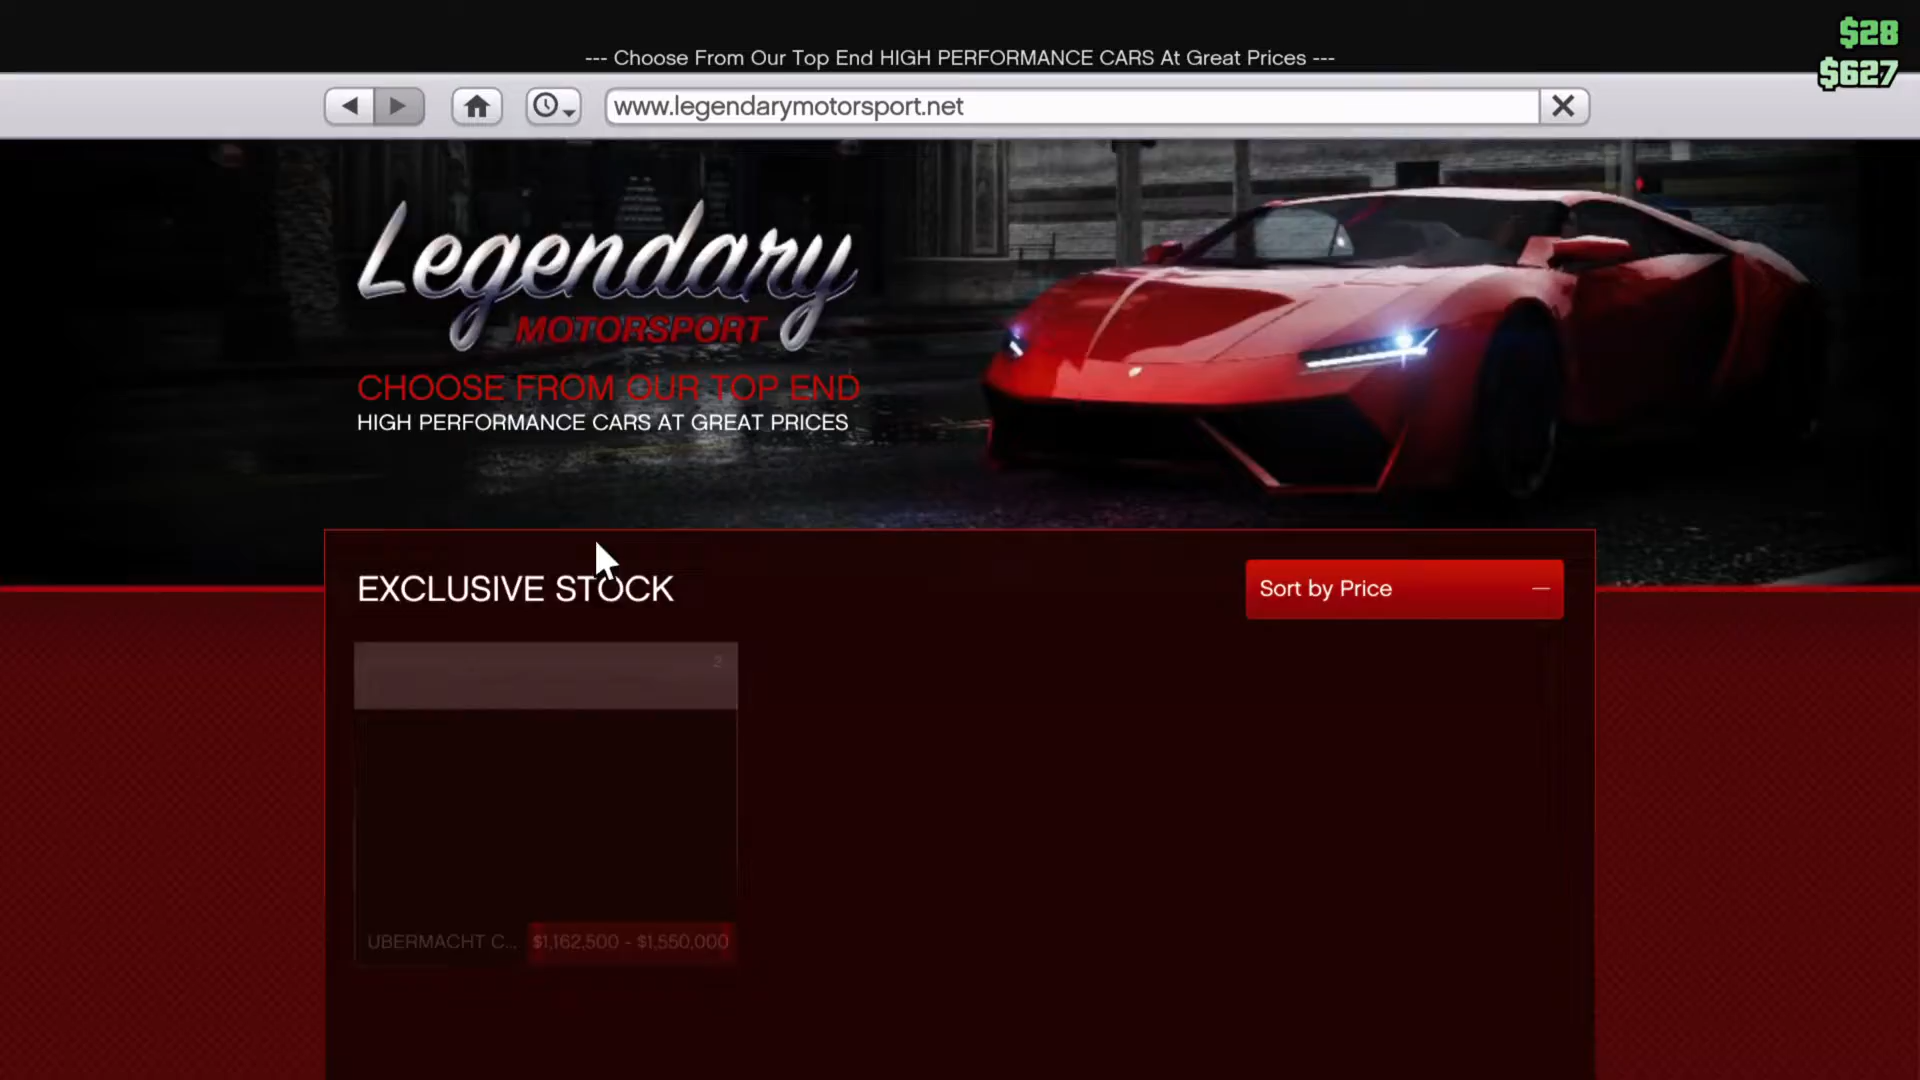 $28
--- Choose From Our Top End HIGH PERFORMANCE CARS At Great Prices ---
$627
www.legendarymotorsport.net
Legendary
MOTORSPORT
CHOOSE FROM OUR TOP END
HIGH PERFORMANCE CARS AT GREAT PRICES
EXCLUSIVE STOCK
Sort by Price
2
UBERMACHT C...
$1,162,500 - $1,550,000